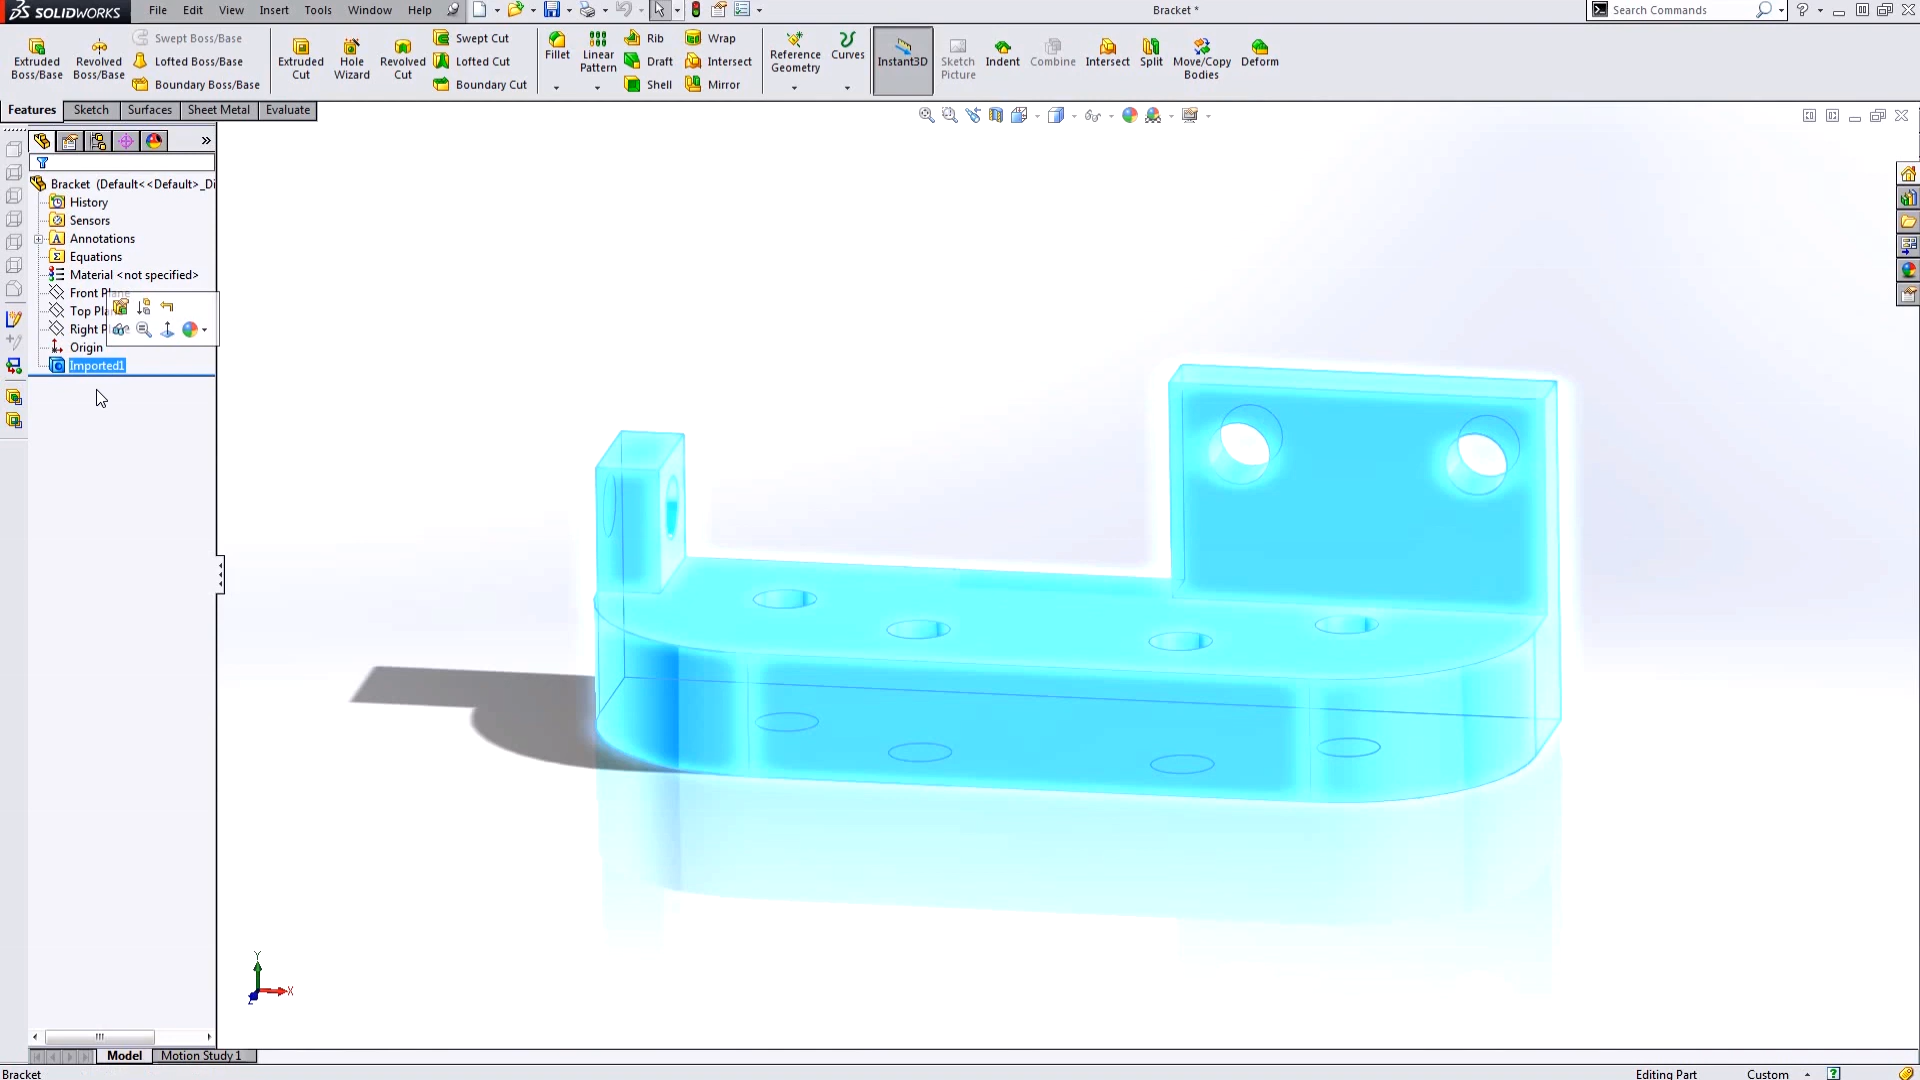 SOLIDWORKS File Edit View Insert Tools Window Help Bracket * Search Commands
Extruded Boss/Base
Revolved Boss/Base
Swept Boss/Base
Lofted Boss/Base
Boundary Boss/Base
Extruded Cut
Hole Wizard
Revolved Cut
Swept Cut
Lofted Cut
Boundary Cut
Fillet
Linear Pattern
Rib
Draft
Shell
Wrap
Intersect
Mirror
Reference Geometry
Curves
Instant3D
Sketch Picture
Indent
Combine
Intersect
Split
Move/Copy Bodies
Deform
Features Sketch Surfaces Sheet Metal Evaluate
Bracket (Default<<Default>_Di
History
Sensors
Annotations
Equations
Material <not specified>
Front Plane
Top Pla
Right P
Origin
Imported1
Y
X
Z
Model Motion Study 1
Bracket Editing Part Custom